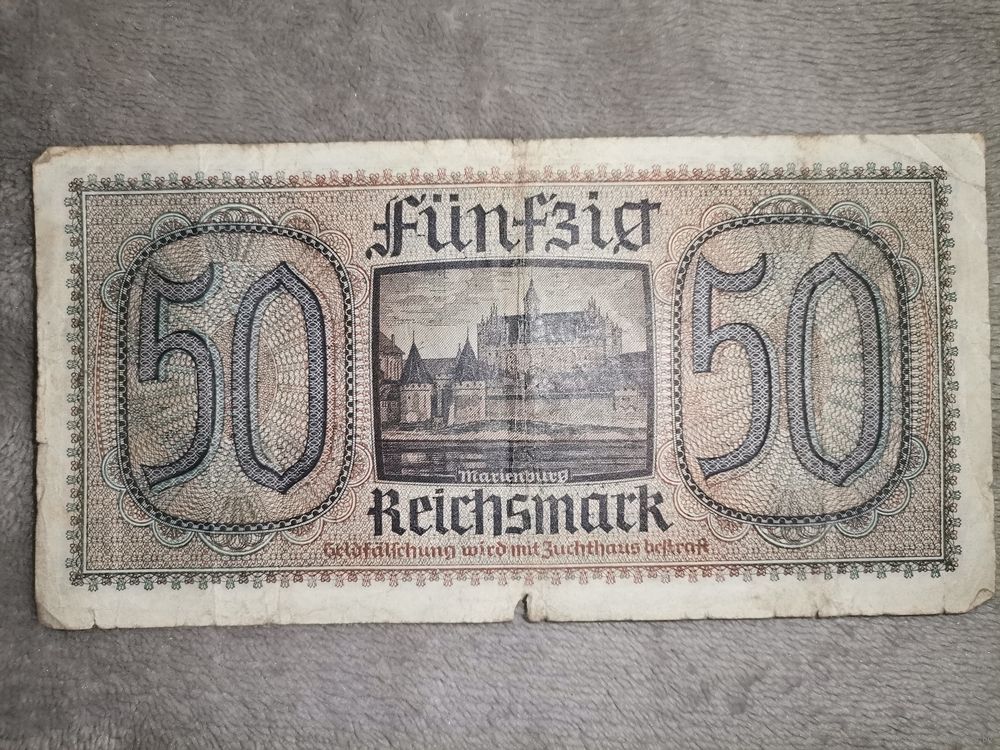 Fünfzig
50
50
Marienburg
Reichsmark
Geldfälschung wird mit Zuchthaus bestraft